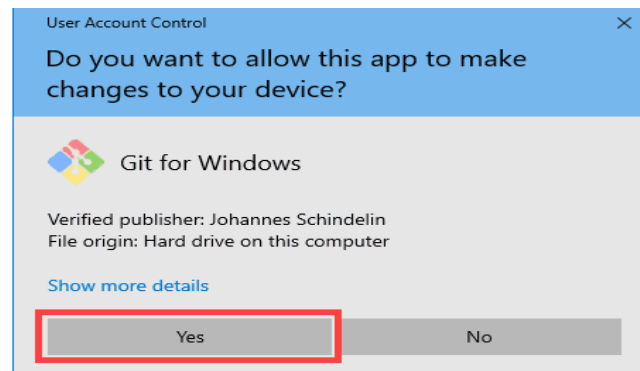 User Account Control
Do you want to allow this app to make
changes to your device?
Git for Windows
Verified publisher: Johannes Schindelin
File origin: Hard drive on this computer
Show more details
Yes
No